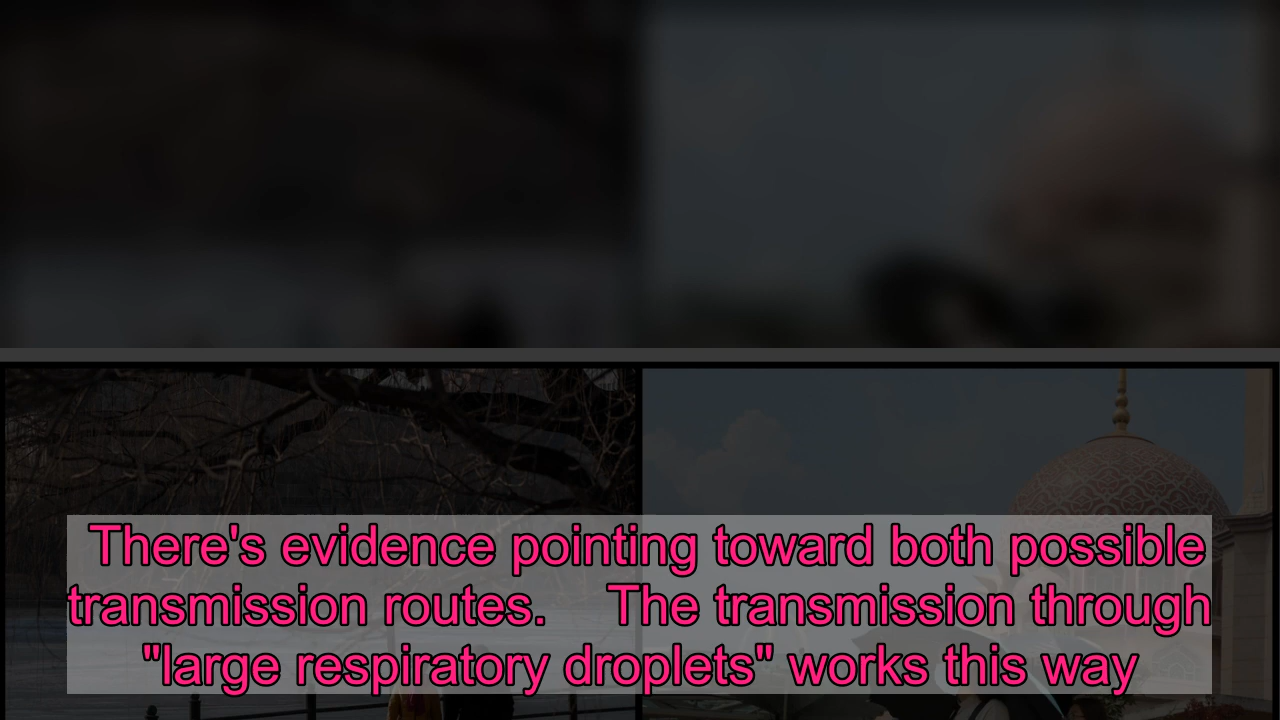 There's evidence pointing toward both possible
transmission routes. The transmission through
"large respiratory droplets" works this way